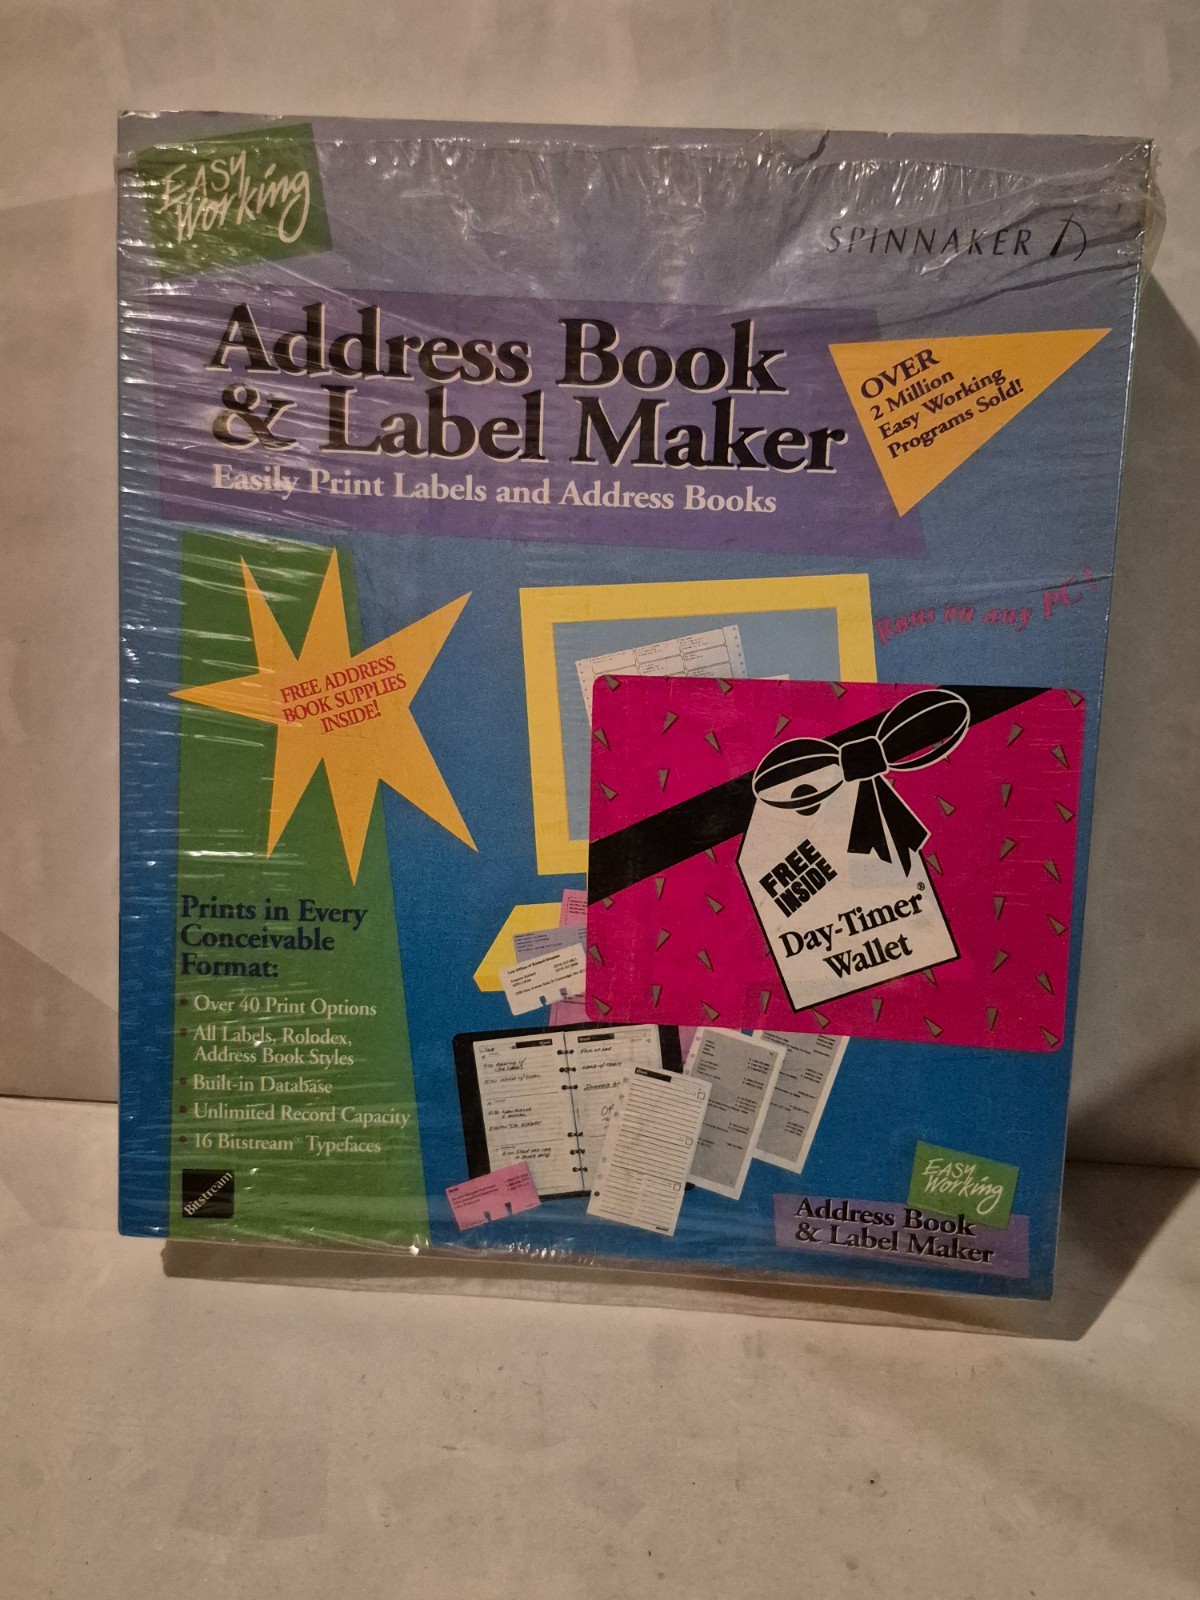 EASY
Working
SPINNAKER
Address Book
& Label Maker
Easily Print Labels and Address Books
OVER
2 Million
Easy Working
Programs Sold!
Runs on any PC!
FREE ADDRESS
BOOK SUPPLIES
INSIDE!
FREE
INSIDE
Day-Timer®
Wallet
Prints in Every
Conceivable
Format:
• Over 40 Print Options
• All Labels, Rolodex,
Address Book Styles
• Built-in Database
• Unlimited Record Capacity
• 16 Bitstream™ Typefaces
Bitstream
EASY
Working
Address Book
& Label Maker